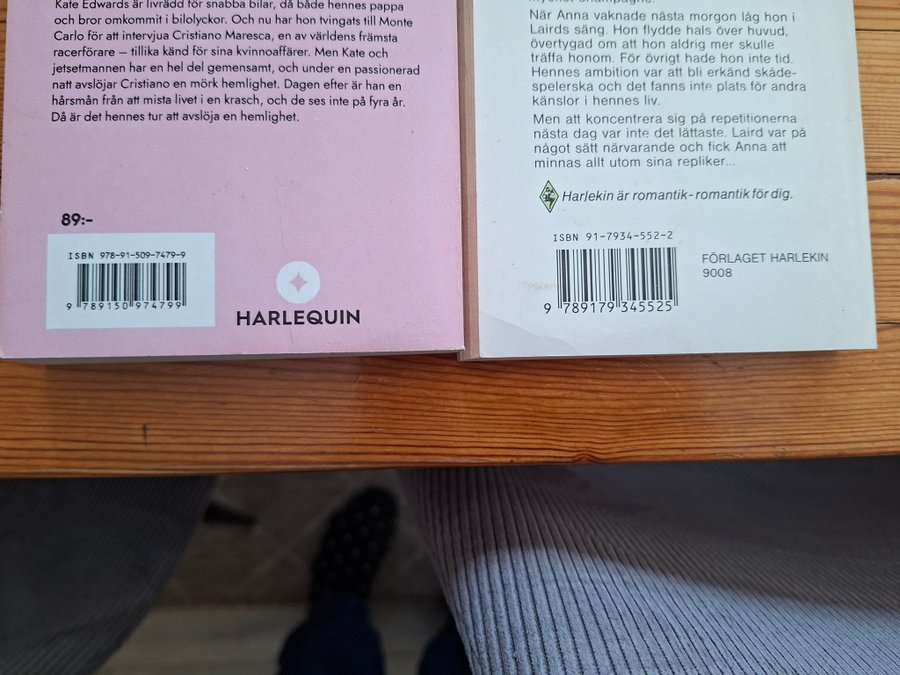 Kate Edwards är livrädd för snabba bilar, då både hennes pappa
och bror omkommit i bilolyckor. Och nu har hon tvingats till Monte
Carlo för att intervjua Cristiano Maresca, en av världens främsta
racerförare – tillika känd för sina kvinnoaffärer. Men Kate och
jetsetmannen har en hel del gemensamt, och under en passionerad
natt avslöjar Cristiano en mörk hemlighet. Dagen efter är han en
hårsmån från att mista livet i en krasch, och de ses inte på fyra år.
Då är det hennes tur att avslöja en hemlighet.
89:-
ISBN 978-91-509-7479-9
9 789150 974799
HARLEQUIN
mycket champagne.
När Anna vaknade nästa morgon låg hon i
Lairds säng. Hon flydde hals över huvud,
övertygad om att hon aldrig mer skulle
träffa honom. För övrigt hade hon inte tid.
Hennes ambition var att bli erkänd skåde-
spelerska och det fanns inte plats för andra
känslor i hennes liv.
Men att koncentrera sig på repetitionerna
nästa dag var inte det lättaste. Laird var på
något sätt närvarande och fick Anna att
minnas allt utom sina repliker...
Harlekin är romantik-romantik för dig.
ISBN 91-7934-552-2
9 789179 345525
FÖRLAGET HARLEKIN
9008